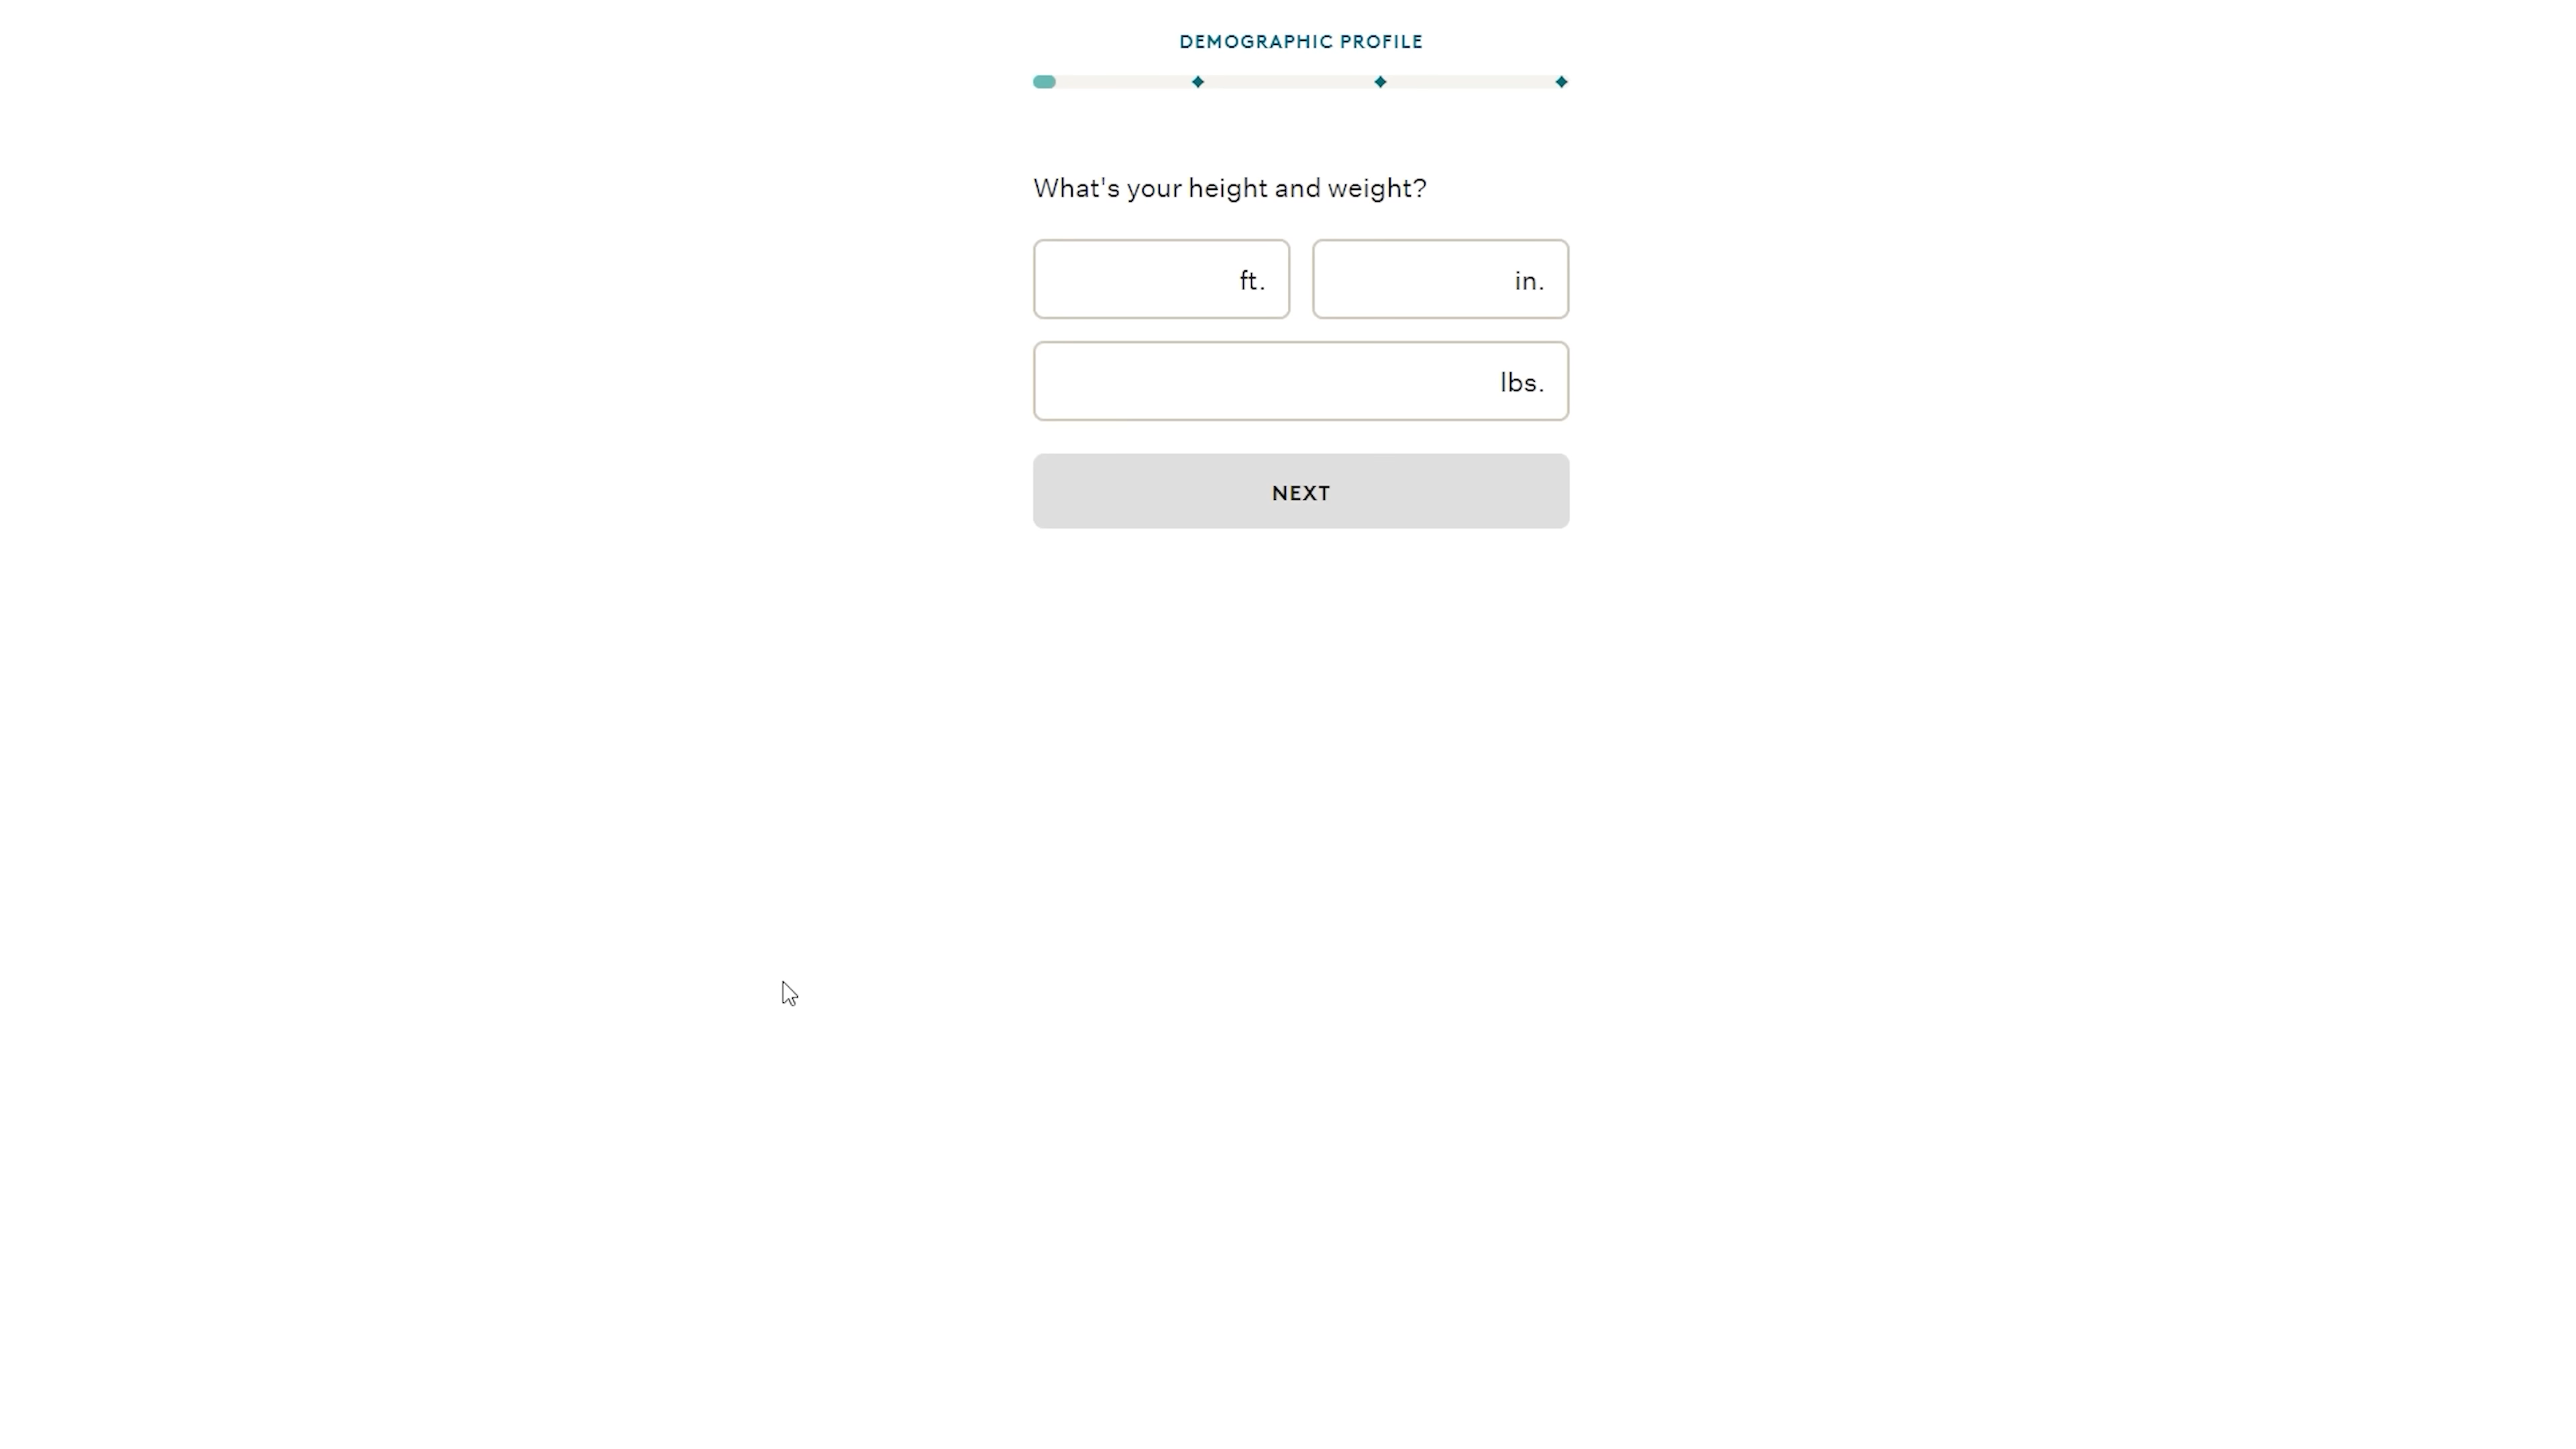 DEMOGRAPHIC PROFILE
What's your height and weight?
ft.
in.
lbs.
NEXT